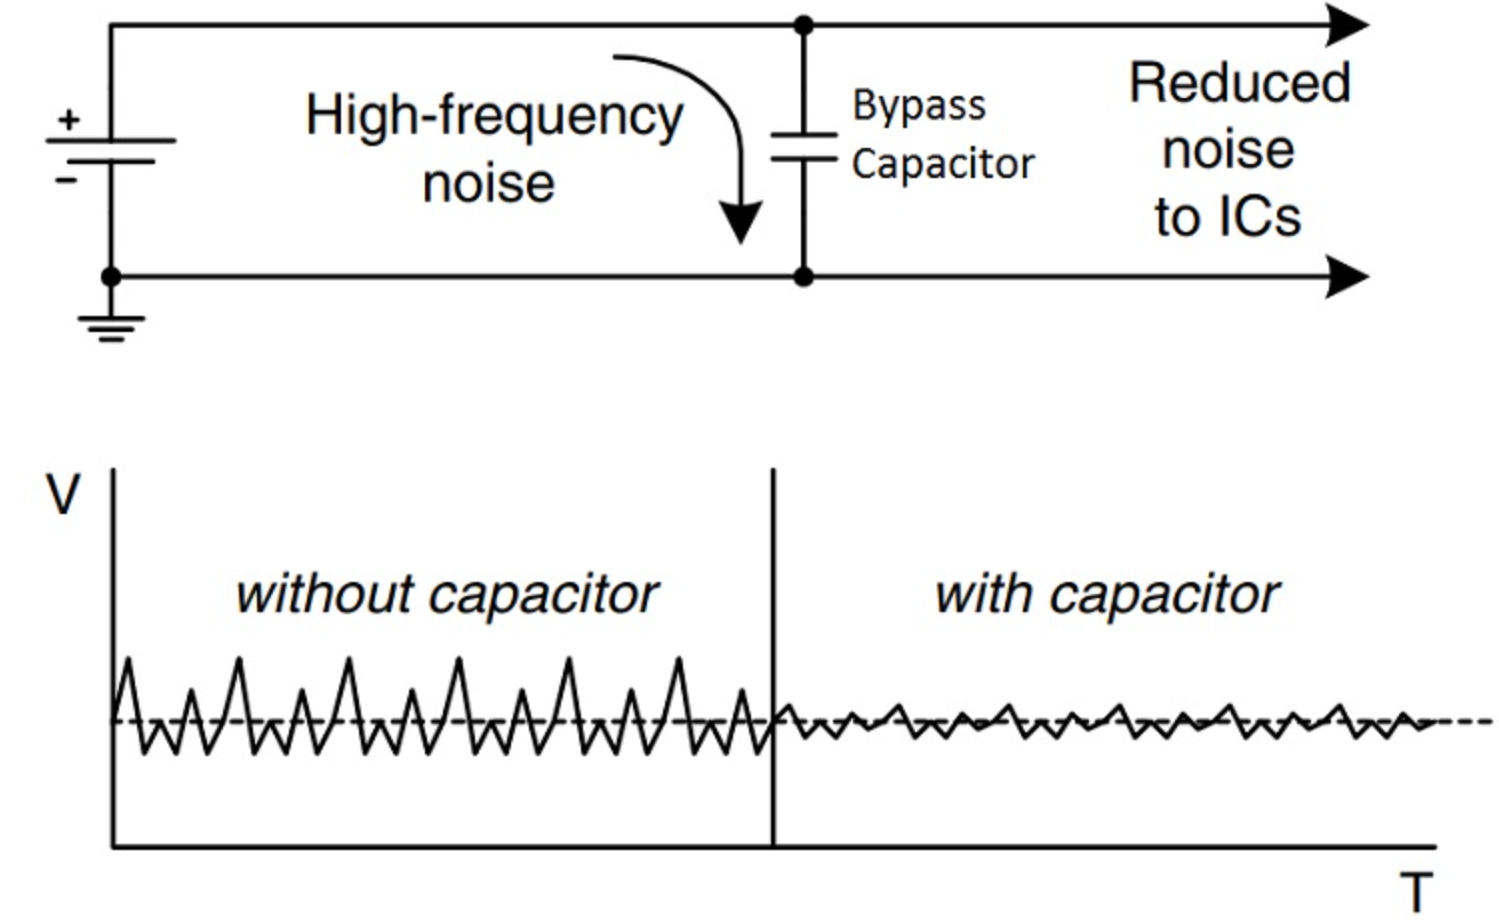 +
−
High-frequency
noise
Bypass
Capacitor
Reduced
noise
to ICs
V
without capacitor
with capacitor
T